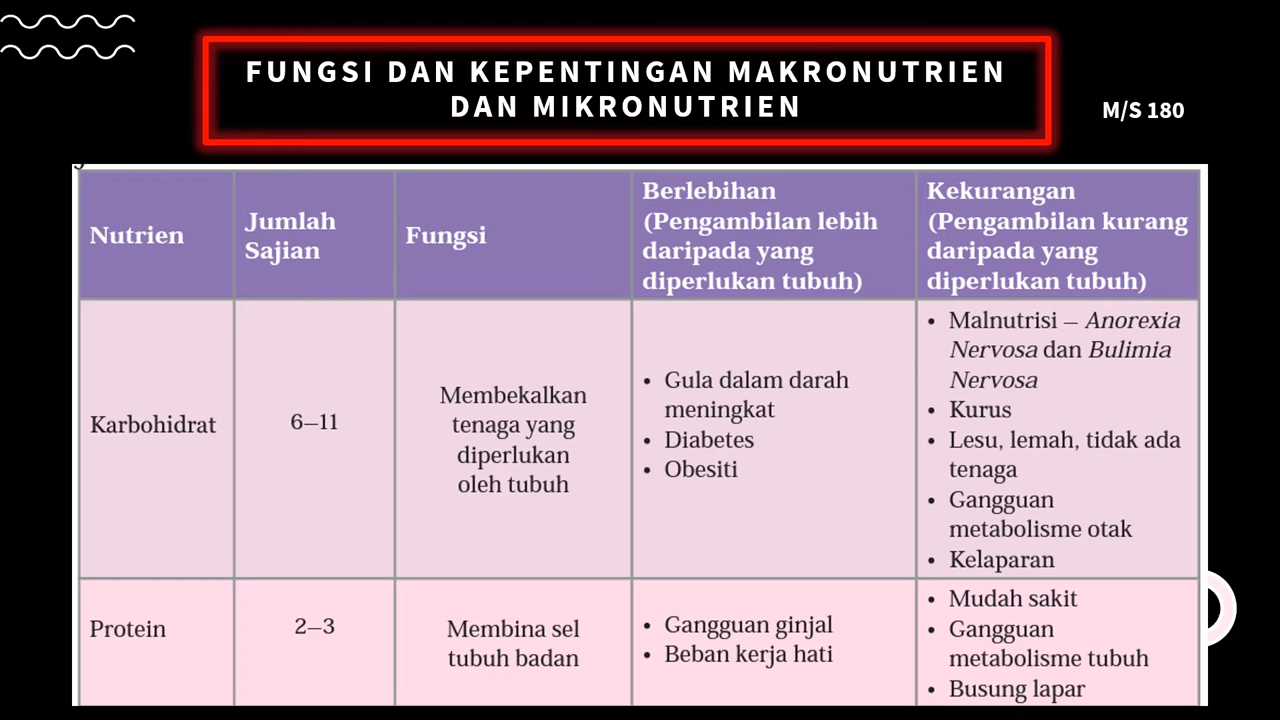 FUNGSI DAN KEPENTINGAN MAKRONUTRIEN
DAN MIKRONUTRIEN
M/S 180
Nutrien
Jumlah
Sajian
Fungsi
Berlebihan
(Pengambilan lebih
daripada yang
diperlukan tubuh)
Kekurangan
(Pengambilan kurang
daripada yang
diperlukan tubuh)
Karbohidrat
6–11
Membekalkan
tenaga yang
diperlukan
oleh tubuh
• Gula dalam darah
meningkat
• Diabetes
• Obesiti
• Malnutrisi – Anorexia
Nervosa dan Bulimia
Nervosa
• Kurus
• Lesu, lemah, tidak ada
tenaga
• Gangguan
metabolisme otak
• Kelaparan
Protein
2–3
Membina sel
tubuh badan
• Gangguan ginjal
• Beban kerja hati
• Mudah sakit
• Gangguan
metabolisme tubuh
• Busung lapar